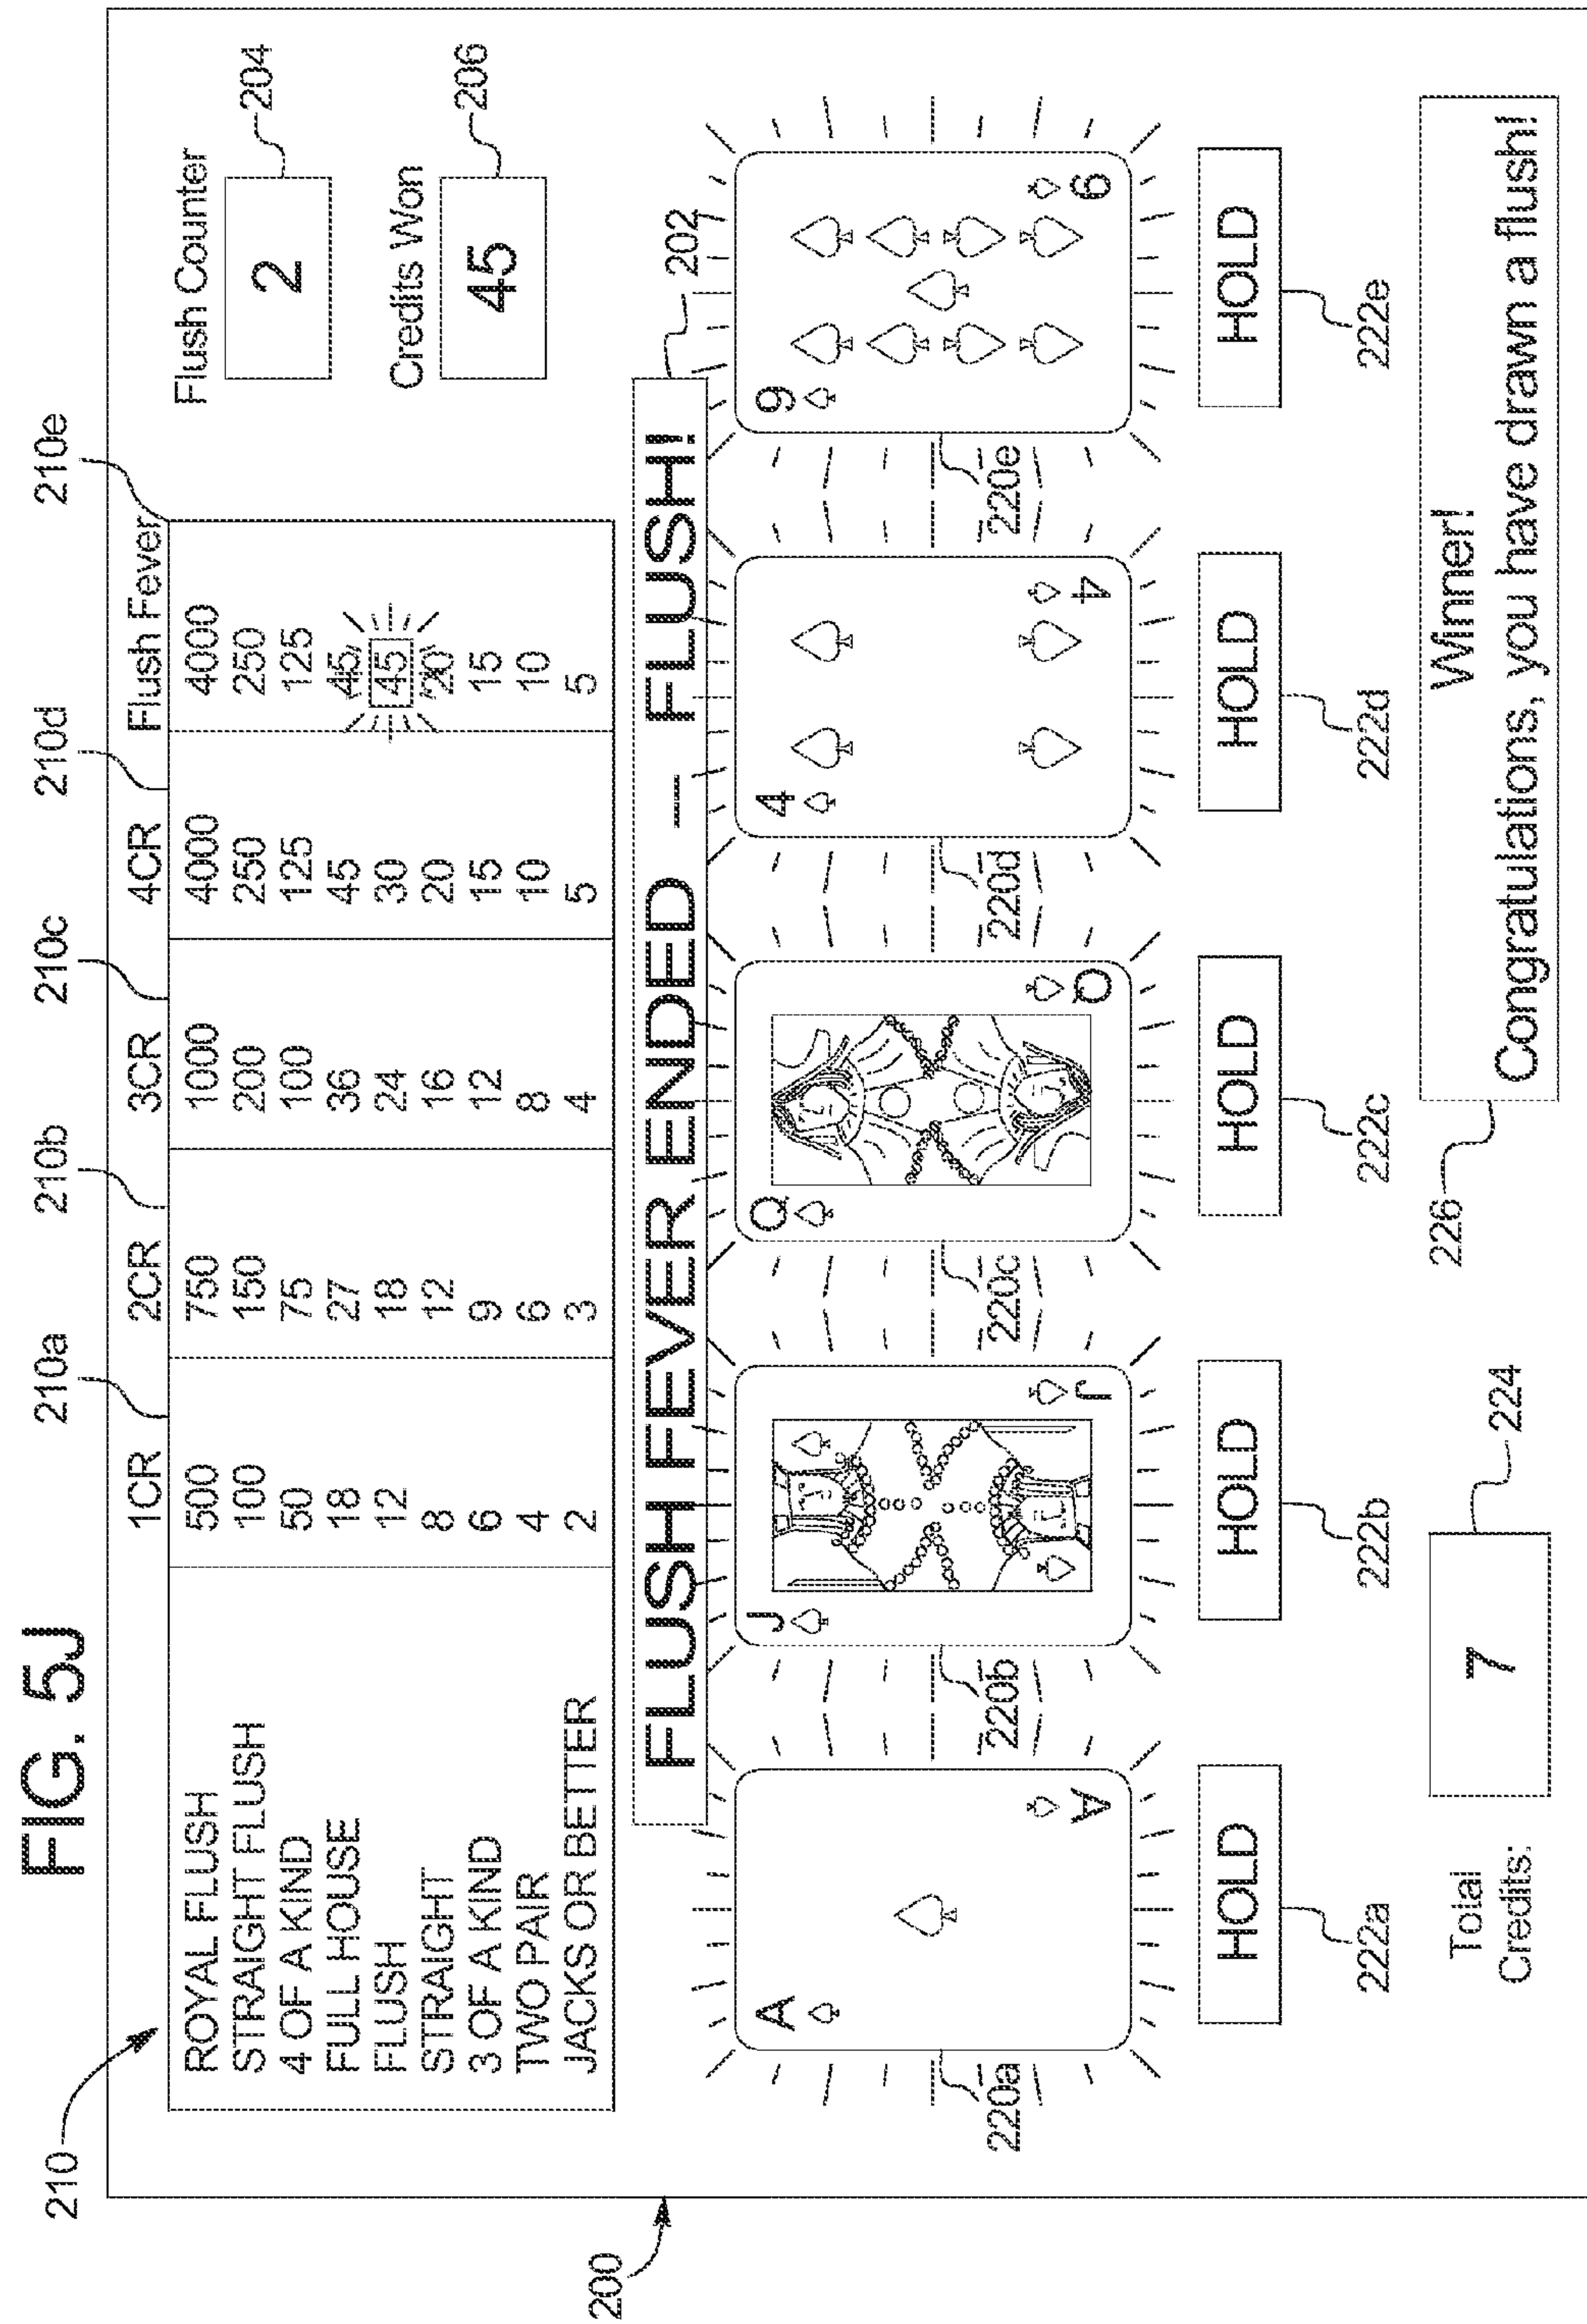 FIG. 5J
210
210a
210b
210c
210d
210e
1CR 2CR 3CR 4CR Flush Fever
ROYAL FLUSH 500 750 1000 4000 4000
STRAIGHT FLUSH 100 150 200 250 250
4 OF A KIND 50 75 100 125 125
FULL HOUSE 18 27 36 45 45
FLUSH 12 18 24 30 45
STRAIGHT 8 12 16 20 20
3 OF A KIND 6 9 12 15 15
TWO PAIR 4 6 8 10 10
JACKS OR BETTER 2 3 4 5 5
Flush Counter
2
204
Credits Won
45
206
200
FLUSH FEVER ENDED -- FLUSH!
202
A J Q 4 9
A J Q 4 9
220a 220b 220c 220d 220e
HOLD HOLD HOLD HOLD HOLD
222a 222b 222c 222d 222e
Total
Credits:
7
224
226
Winner!
Congratulations, you have drawn a flush!